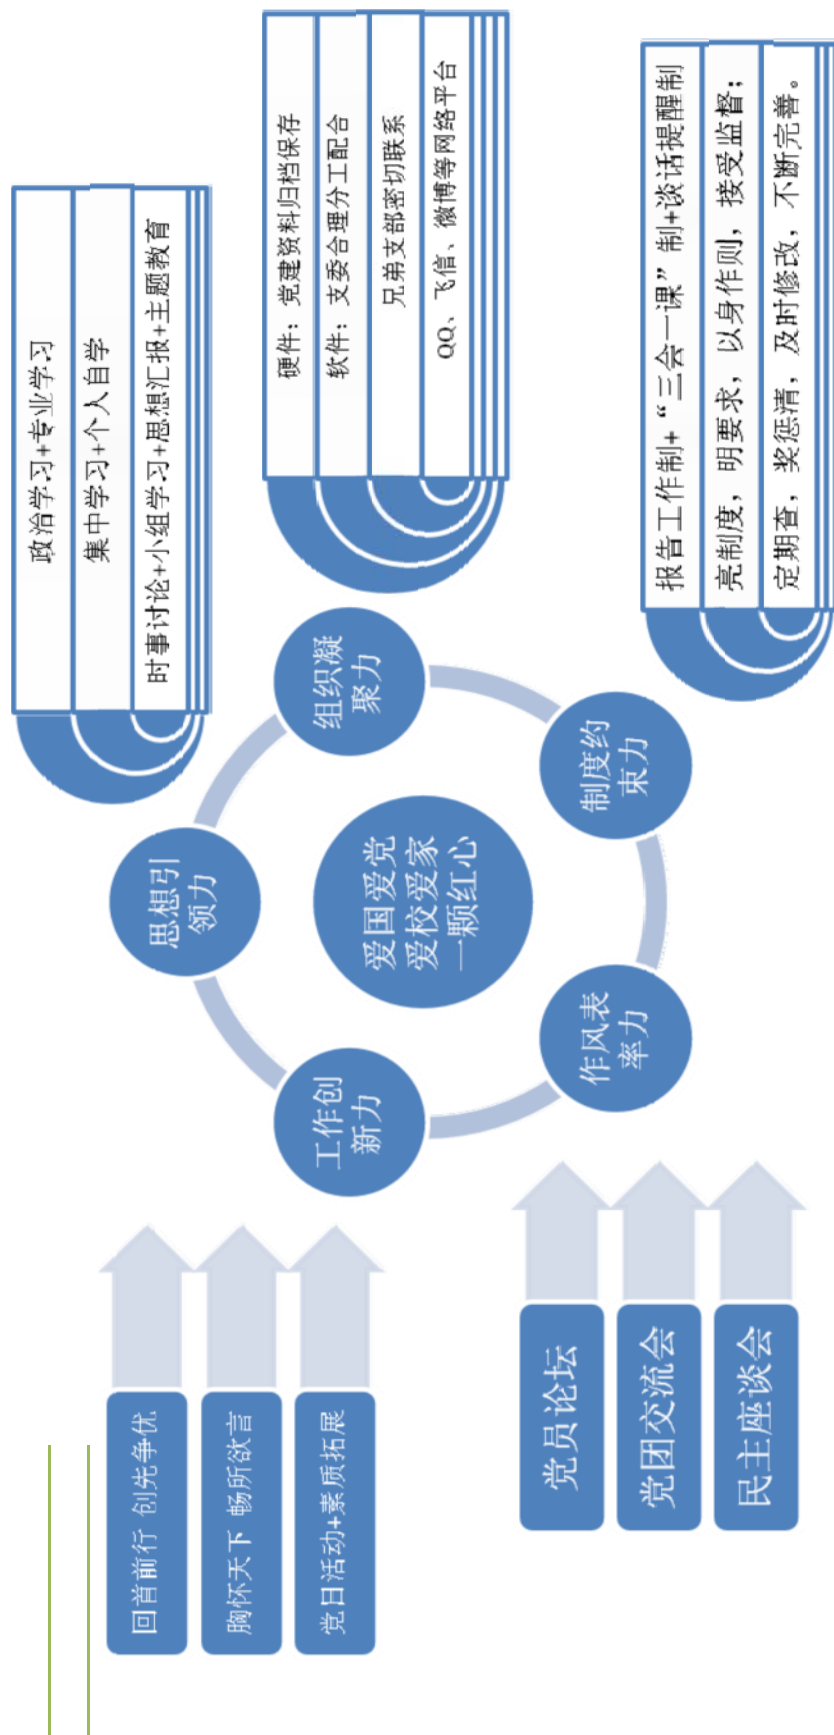 政治学习+专业学习
集中学习+个人自学
时事讨论+小组学习+思想汇报+主题教育
硬件：党建资料归档保存
软件：支委合理分工配合
兄弟支部密切联系
QQ、飞信、微博等网络平台
报告工作制+“三会一课”制+谈话提醒制
亮制度，明要求，以身作则，接受监督；
定期查，奖惩清，及时修改，不断完善。
思想引
领力
组织凝
聚力
制度约
束力
作风表
率力
工作创
新力
爱国爱党
爱校爱家
一颗红心
回首前行 创先争优
胸怀天下 畅所欲言
党日活动+素质拓展
党员论坛
党团交流会
民主座谈会